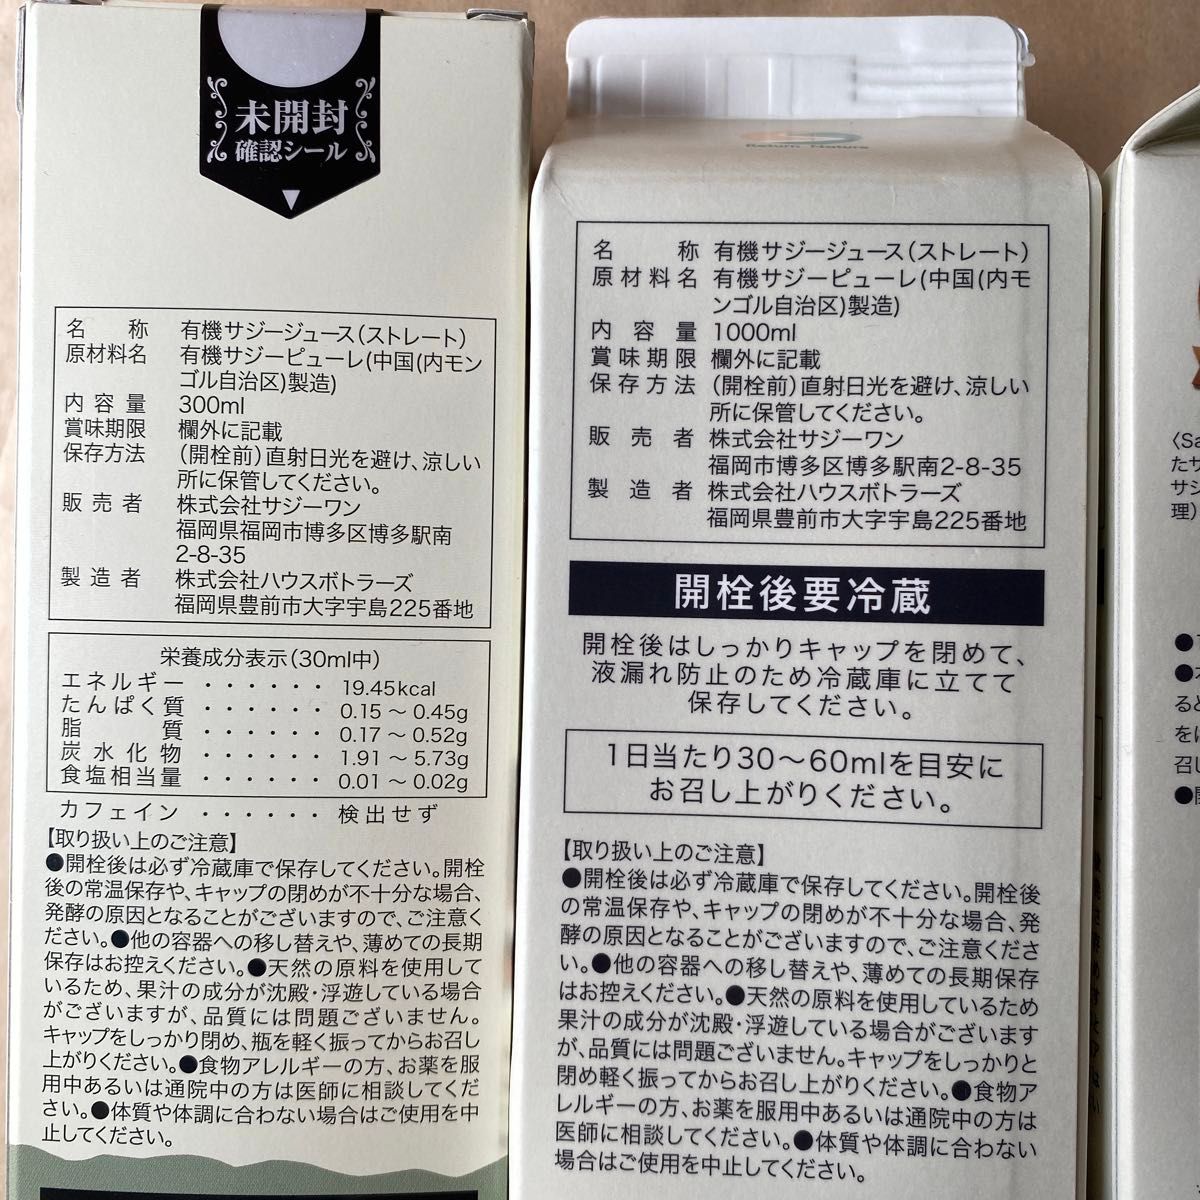 未開封
確認シール
名称 有機サジージュース(ストレート)
原材料名 有機サジーピューレ(中国(内モン
ゴル自治区)製造)
内容量 300ml
賞味期限 欄外に記載
保存方法 (開栓前)直射日光を避け、涼しい
所に保管してください。
販売者 株式会社サジーワン
福岡県福岡市博多区博多駅南
2-8-35
製造者 株式会社ハウスボトラーズ
福岡県豊前市大字宇島225番地
栄養成分表示(30ml中)
エネルギー ・・・・・・ 19.45kcal
たんぱく質 ・・・・・・ 0.15～0.45g
脂質 ・・・・・・ 0.17～0.52g
炭水化物 ・・・・・・ 1.91～5.73g
食塩相当量 ・・・・・・ 0.01～0.02g
カフェイン ・・・・・・ 検出せず
【取り扱い上のご注意】
●開栓後は必ず冷蔵庫で保存してください。開栓
後の常温保存や、キャップの閉めが不十分な場合、
発酵の原因となることがございますので、ご注意く
ださい。●他の容器への移し替えや、薄めての長期
保存はお控えください。●天然の原料を使用して
いるため、果汁の成分が沈殿・浮遊している場合
がございますが、品質には問題ございません。
キャップをしっかり閉め、瓶を軽く振ってからお召し
上がりください。●食物アレルギーの方、お薬を服
用中あるいは通院中の方は医師に相談してくだ
さい。●体質や体調に合わない場合はご使用を中
止してください。
Return Nature
名称 有機サジージュース(ストレート)
原材料名 有機サジーピューレ(中国(内モ
ンゴル自治区)製造)
内容量 1000ml
賞味期限 欄外に記載
保存方法 (開栓前)直射日光を避け、涼しい
所に保管してください。
販売者 株式会社サジーワン
福岡市博多区博多駅南2-8-35
製造者 株式会社ハウスボトラーズ
福岡県豊前市大字宇島225番地
開栓後要冷蔵
開栓後はしっかりキャップを閉めて、
液漏れ防止のため冷蔵庫に立てて
保存してください。
1日当たり30～60mlを目安に
お召し上がりください。
【取り扱い上のご注意】
●開栓後は必ず冷蔵庫で保存してください。開栓後
の常温保存や、キャップの閉めが不十分な場合、発
酵の原因となることがございますので、ご注意くださ
い。●他の容器への移し替えや、薄めての長期保存
はお控えください。●天然の原料を使用しているため
果汁の成分が沈殿・浮遊している場合がございます
が、品質には問題ございません。キャップをしっかりと
閉め軽く振ってからお召し上がりください。●食物ア
レルギーの方、お薬を服用中あるいは通院中の方は
医師に相談してください。●体質や体調に合わない
場合はご使用を中止してください。
〈Sa
たサ
サジ
理)
ると
をに
召し
●開